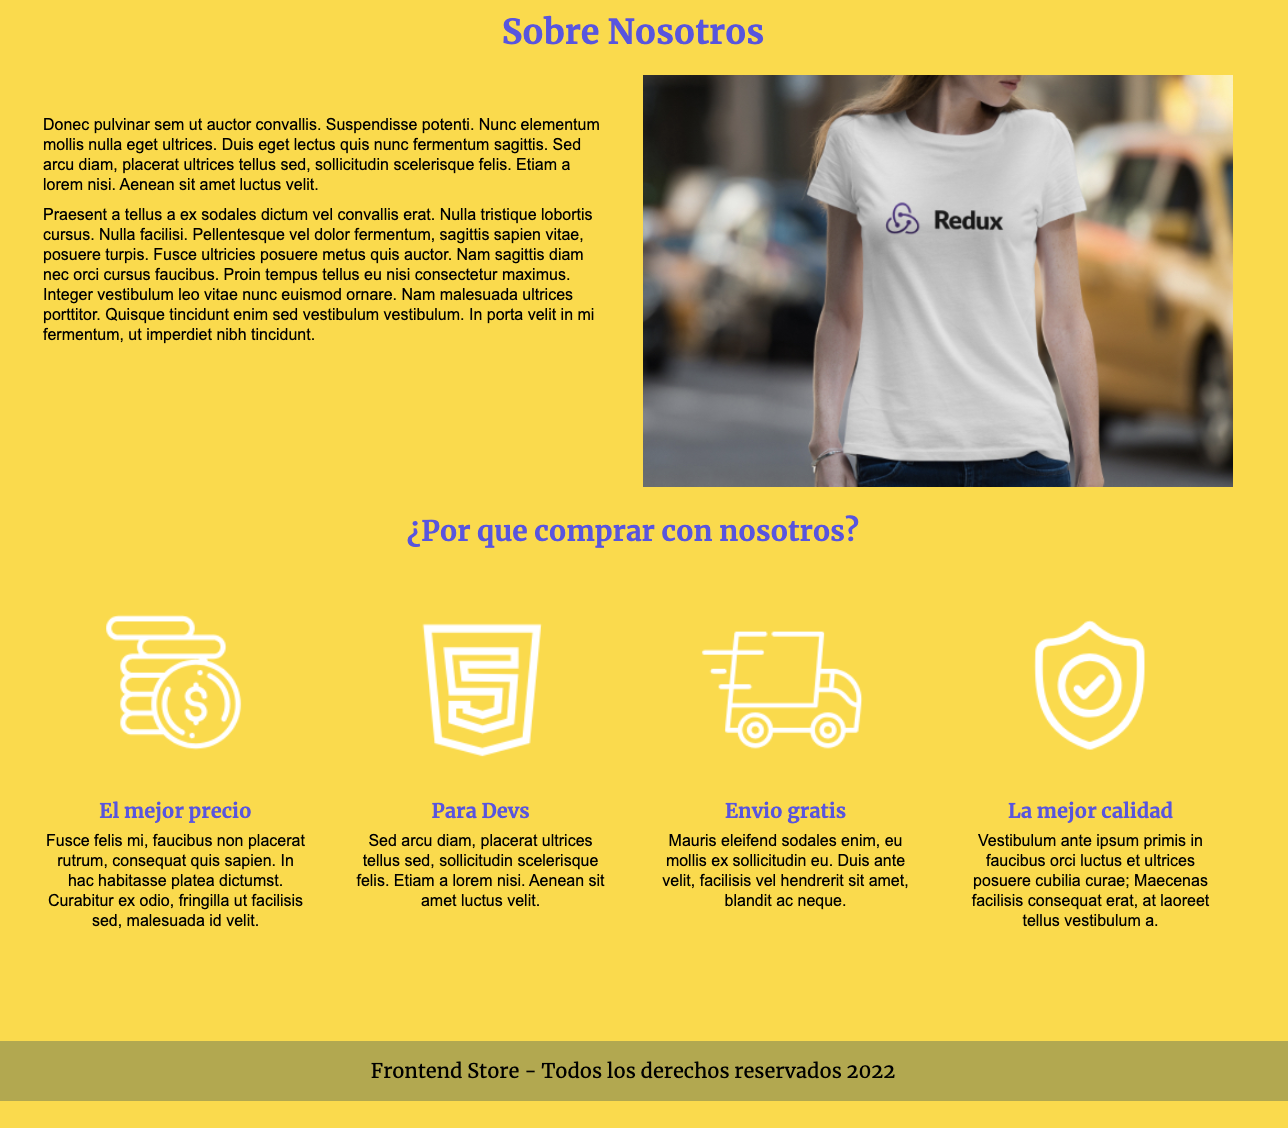 Sobre Nosotros
Donec pulvinar sem ut auctor convallis. Suspendisse potenti. Nunc elementum
mollis nulla eget ultrices. Duis eget lectus quis nunc fermentum sagittis. Sed
arcu diam, placerat ultrices tellus sed, sollicitudin scelerisque felis. Etiam a
lorem nisi. Aenean sit amet luctus velit.
Praesent a tellus a ex sodales dictum vel convallis erat. Nulla tristique lobortis
cursus. Nulla facilisi. Pellentesque vel dolor fermentum, sagittis sapien vitae,
posuere turpis. Fusce ultricies posuere metus quis auctor. Nam sagittis diam
nec orci cursus faucibus. Proin tempus tellus eu nisi consectetur maximus.
Integer vestibulum leo vitae nunc euismod ornare. Nam malesuada ultrices
porttitor. Quisque tincidunt enim sed vestibulum vestibulum. In porta velit in mi
fermentum, ut imperdiet nibh tincidunt.
Redux
¿Por que comprar con nosotros?
$
El mejor precio
Fusce felis mi, faucibus non placerat
rutrum, consequat quis sapien. In
hac habitasse platea dictumst.
Curabitur ex odio, fringilla ut facilisis
sed, malesuada id velit.
5
Para Devs
Sed arcu diam, placerat ultrices
tellus sed, sollicitudin scelerisque
felis. Etiam a lorem nisi. Aenean sit
amet luctus velit.
Envio gratis
Mauris eleifend sodales enim, eu
mollis ex sollicitudin eu. Duis ante
velit, facilisis vel hendrerit sit amet,
blandit ac neque.
La mejor calidad
Vestibulum ante ipsum primis in
faucibus orci luctus et ultrices
posuere cubilia curae; Maecenas
facilisis consequat erat, at laoreet
tellus vestibulum a.
Frontend Store - Todos los derechos reservados 2022